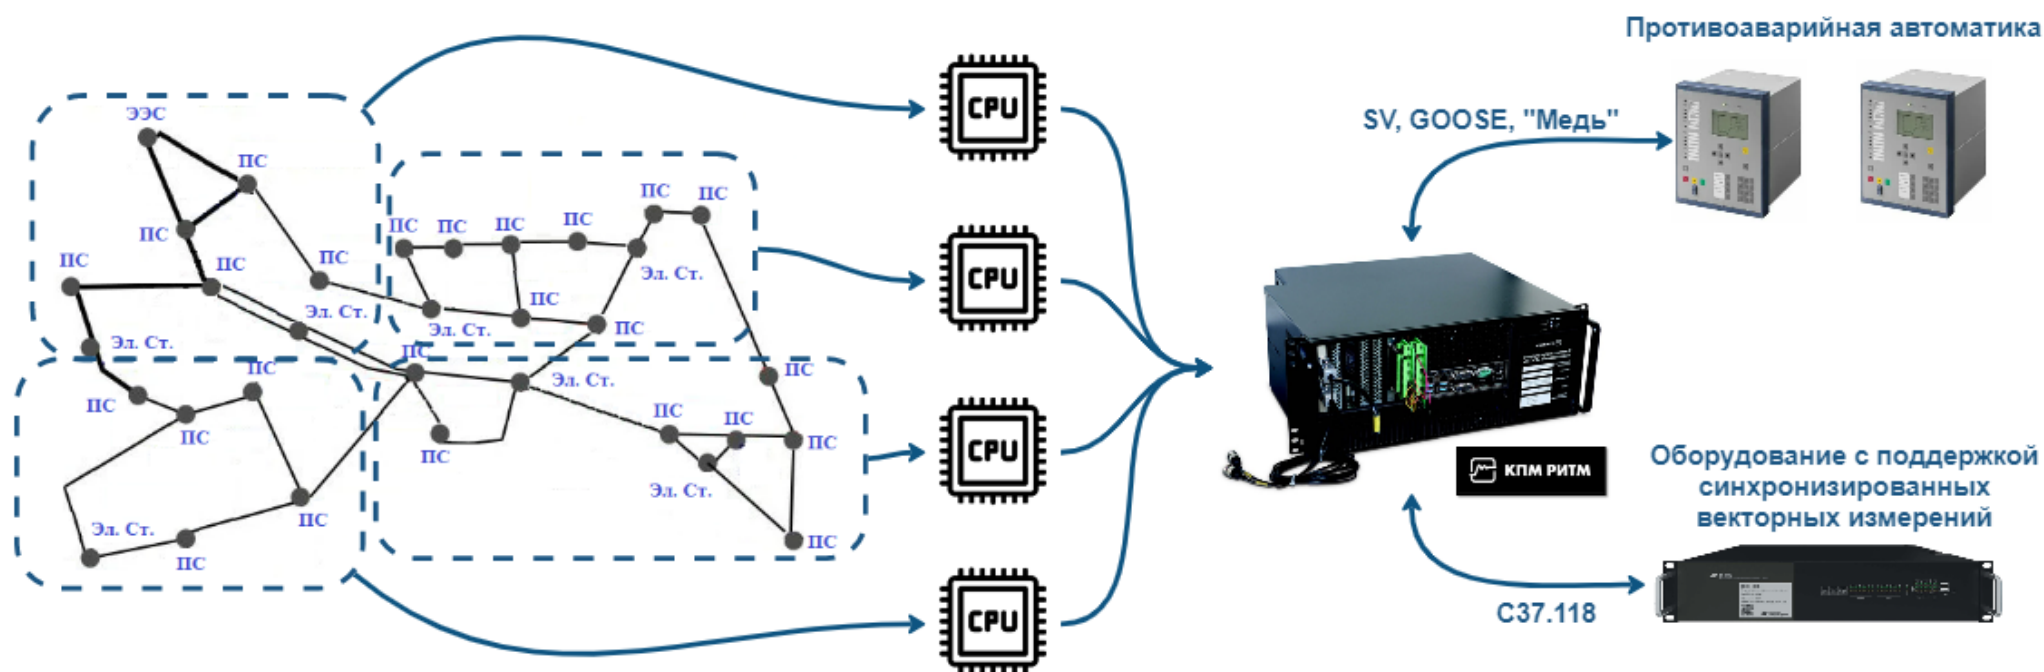 Противоаварийная автоматика
SV, GOOSE, "Медь"
ЭЭС
ПС
ПС
ПС
ПС
ПС
Эл. Ст.
Эл. Ст.
ПС
ПС
ПС
ПС
ПС
ПС
Эл. Ст.
ПС
Эл. Ст.
ПС
ПС
ПС
ПС
ПС
Эл. Ст.
ПС
ПС
Эл. Ст.
ПС
ПС
ПС
ПС
Эл. Ст.
ПС
ПС
CPU
CPU
CPU
CPU
КПМ РИТМ
Оборудование с поддержкой
синхронизированных
векторных измерений
C37.118